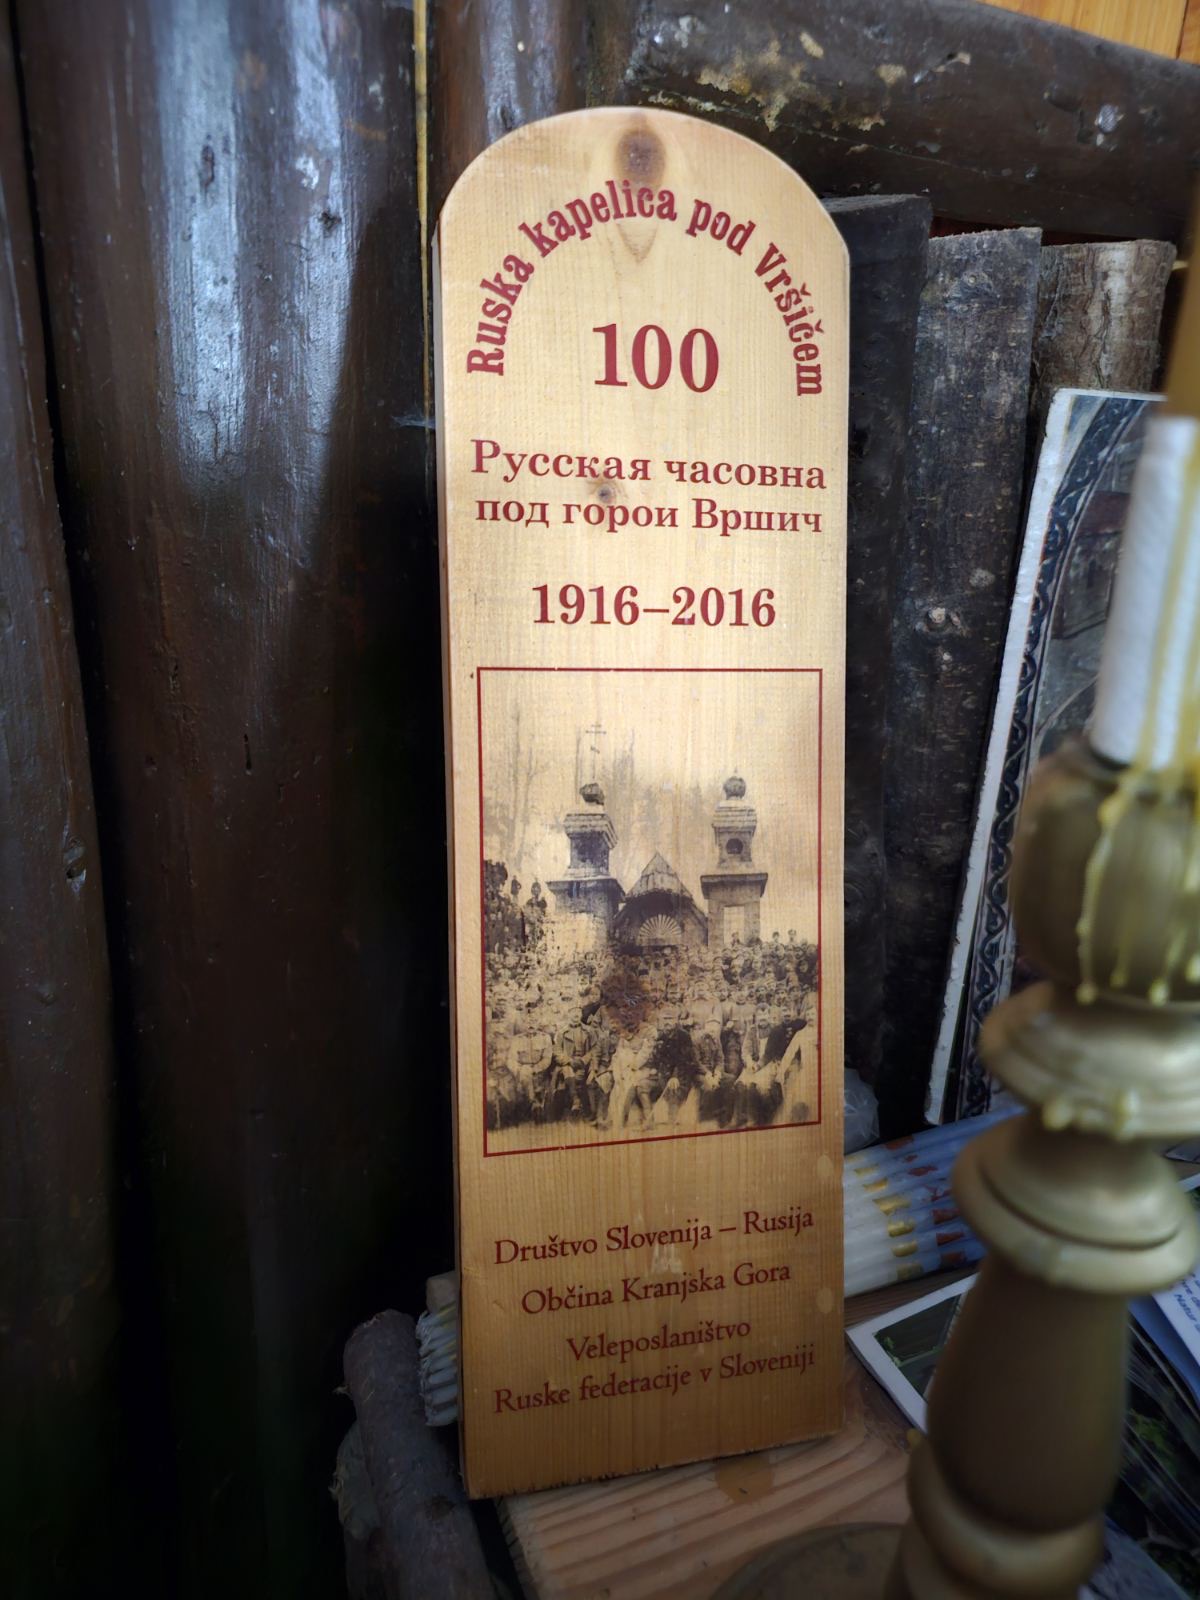 Ruska kapelica pod Vršičem
100
Русская часовна
под горои Вршич
1916–2016
Društvo Slovenija – Rusija
Občina Kranjska Gora
Veleposlaništvo
Ruske federacije v Sloveniji